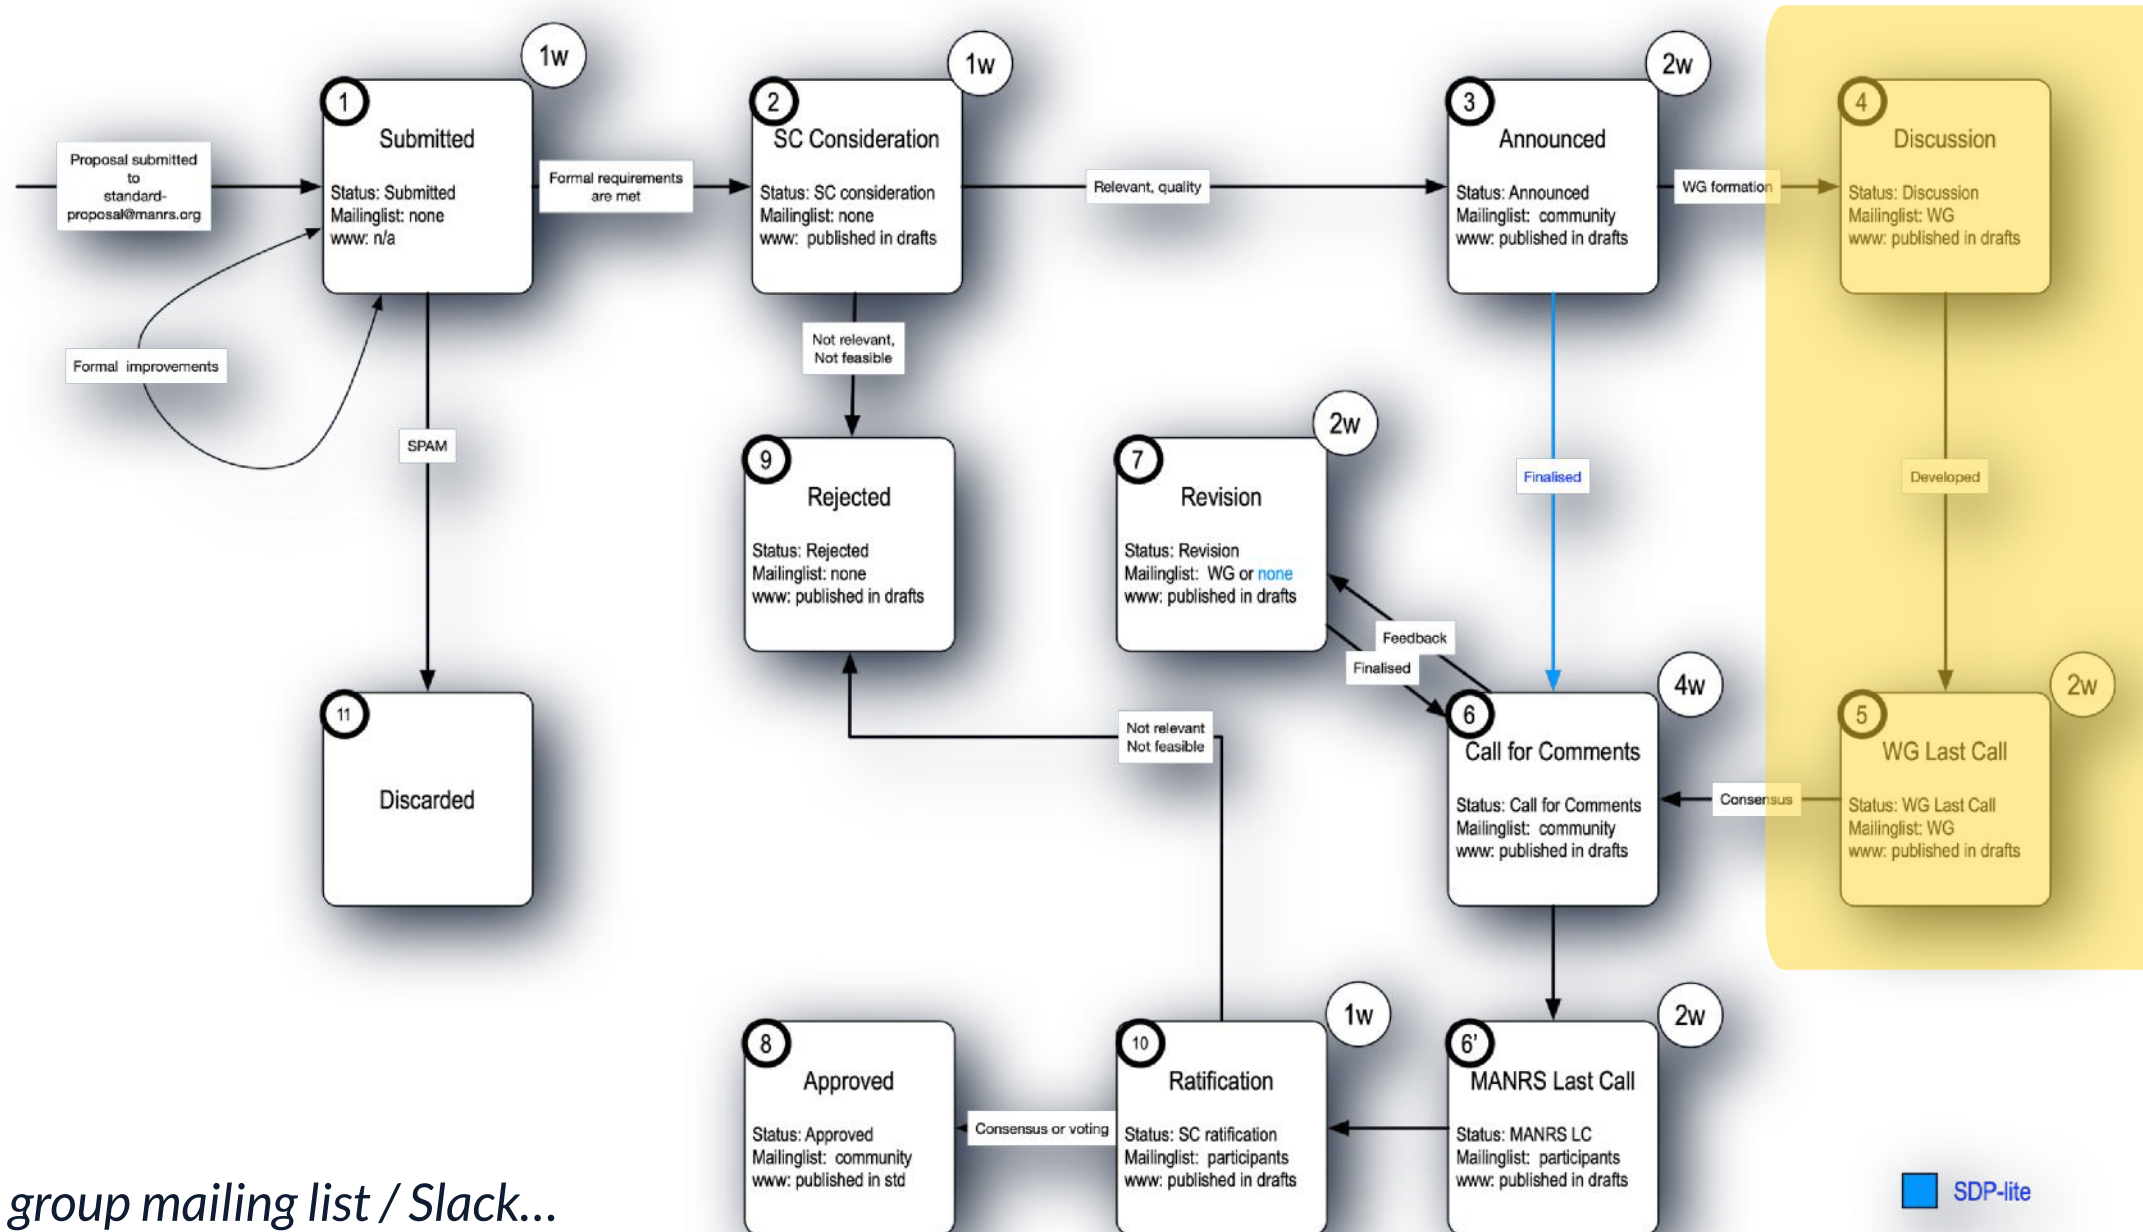 Proposal submitted
to
standard-
proposal@manrs.org
1
1w
Submitted
Status: Submitted
Mailinglist: none
www: n/a
Formal requirements
are met
2
1w
SC Consideration
Status: SC consideration
Mailinglist: none
www: published in drafts
Relevant, quality
3
2w
Announced
Status: Announced
Mailinglist: community
www: published in drafts
WG formation
4
Discussion
Status: Discussion
Mailinglist: WG
www: published in drafts
Formal improvements
SPAM
Not relevant,
Not feasible
9
Rejected
Status: Rejected
Mailinglist: none
www: published in drafts
7
2w
Revision
Status: Revision
Mailinglist: WG or none
www: published in drafts
Finalised
Developed
Feedback
Finalised
11
Discarded
Not relevant
Not feasible
6
4w
Call for Comments
Status: Call for Comments
Mailinglist: community
www: published in drafts
Consensus
5
2w
WG Last Call
Status: WG Last Call
Mailinglist: WG
www: published in drafts
8
Approved
Status: Approved
Mailinglist: community
www: published in std
Consensus or voting
10
1w
Ratification
Status: SC ratification
Mailinglist: participants
www: published in drafts
6'
2w
MANRS Last Call
Status: MANRS LC
Mailinglist: participants
www: published in drafts
group mailing list / Slack...
SDP-lite